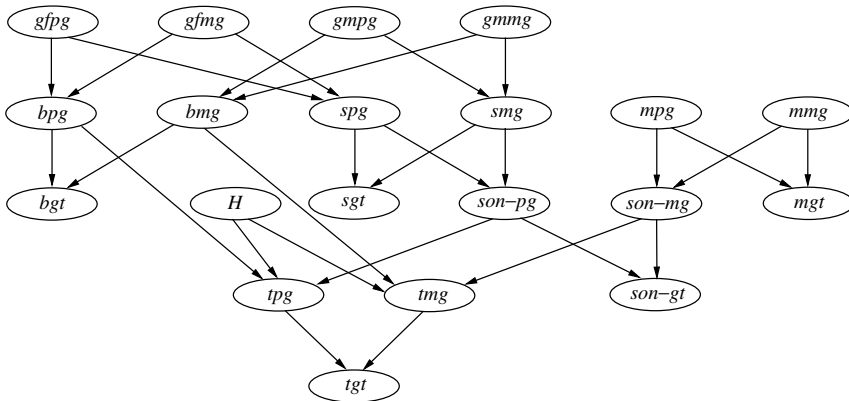 gfpg gfmg gmpg gmmg
bpg bmg spg smg mpg mmg
bgt H sgt son−pg son−mg mgt
tpg tmg son−gt
tgt